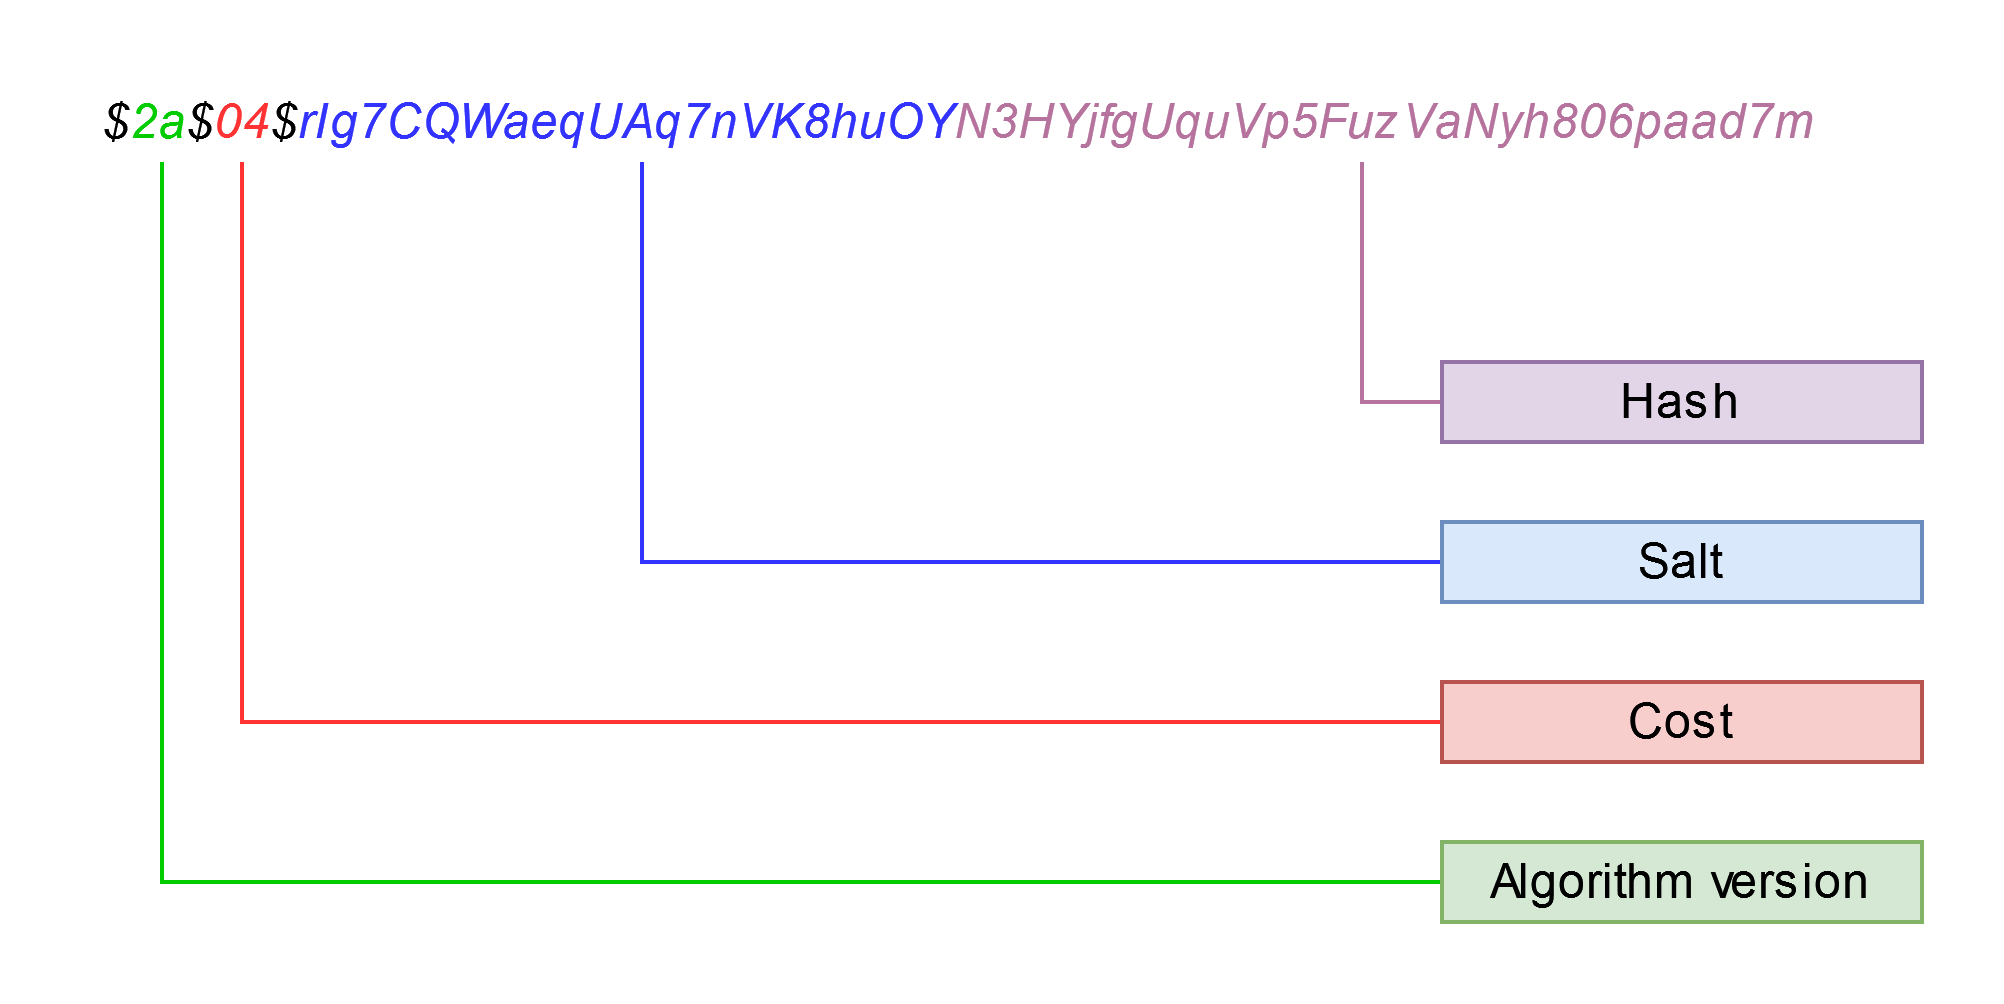 $2a$04$rIg7CQWaeqUAq7nVK8huOYN3HYjfgUquVp5FuzVaNyh806paad7m
Hash
Salt
Cost
Algorithm version